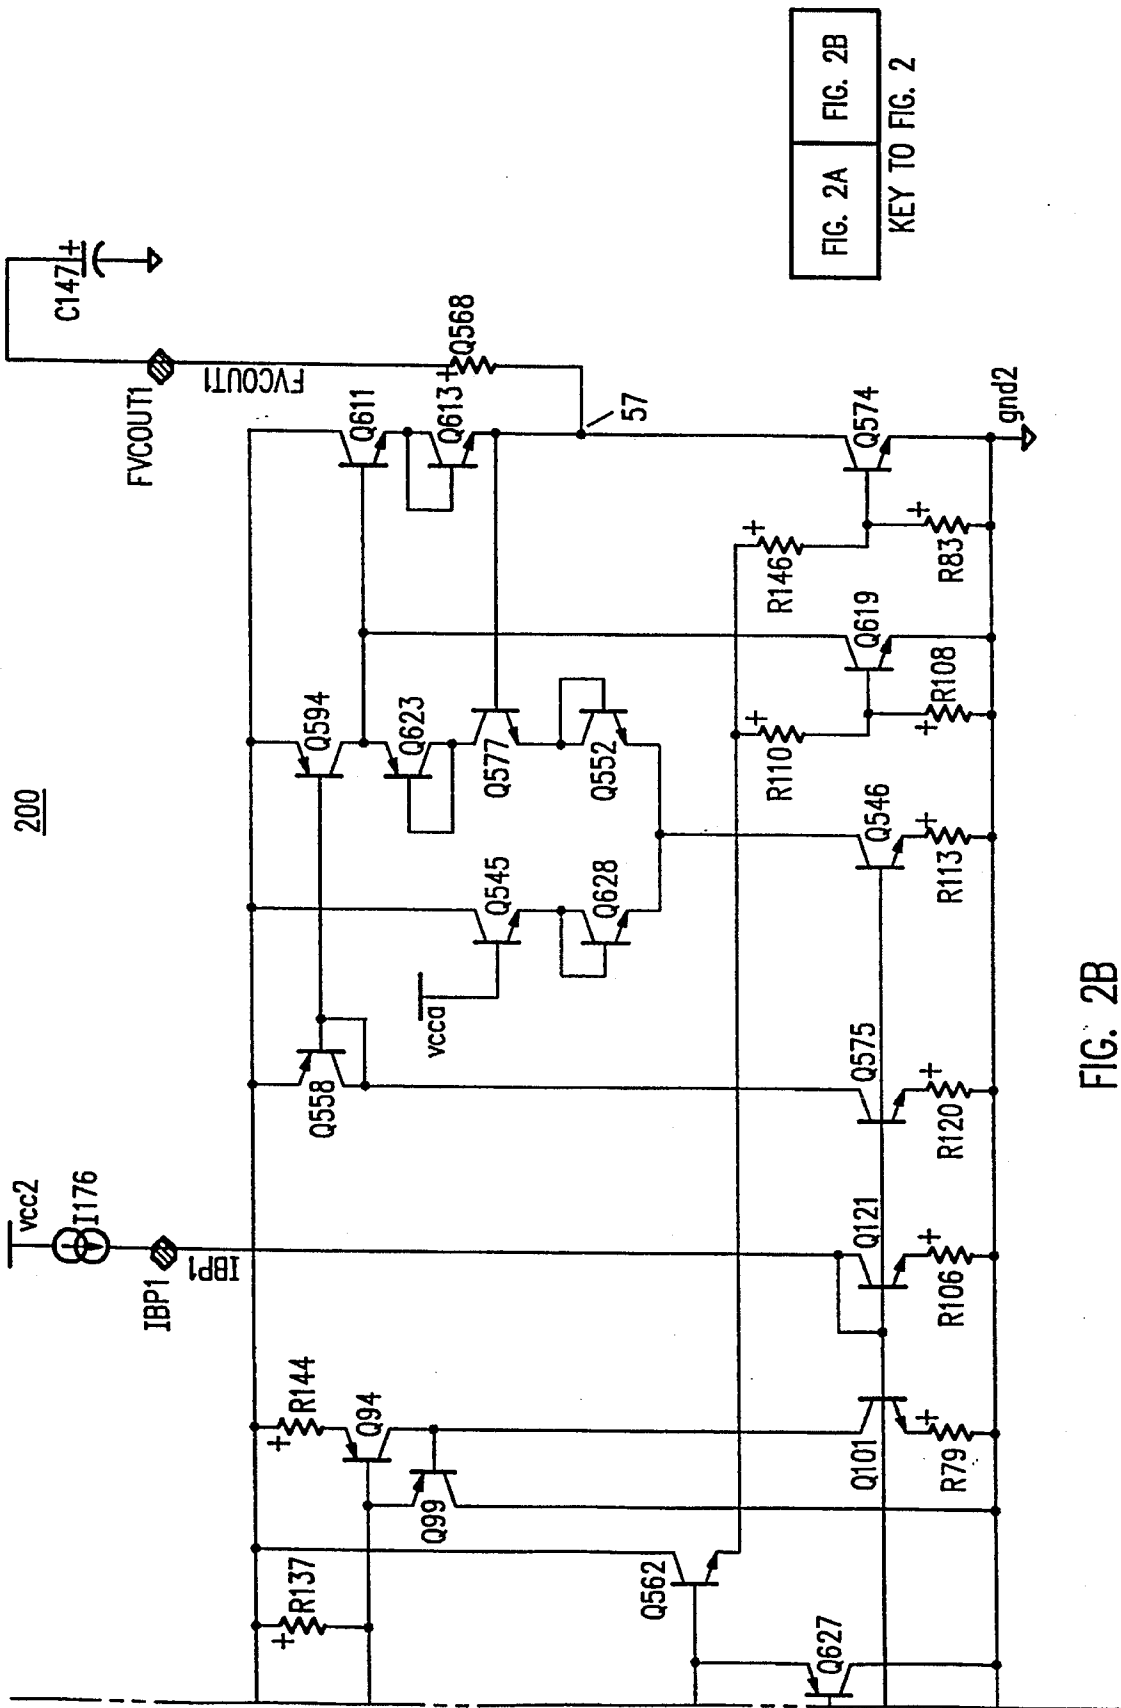 200
vcc2
I176
IBP1
IBP1
FVCOUT1
FVCOUT1
C147
+
R137
+
R144
+
Q94
Q99
Q558
Q594
Q611
Q613
Q568
+
Q623
Q577
Q552
Q545
Q628
vcca
57
Q562
Q627
Q101
R79
+
Q121
R106
+
Q575
R120
+
Q546
R113
+
R110
+
Q619
R108
+
R146
+
Q574
R83
+
gnd2
FIG. 2A
FIG. 2B
KEY TO FIG. 2
FIG. 2B